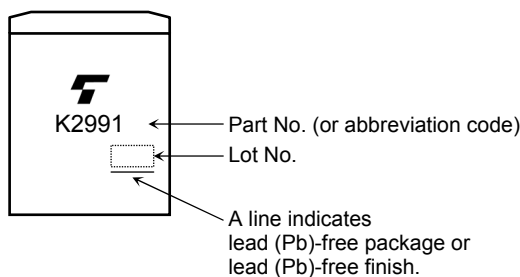 K2991
Part No. (or abbreviation code)
Lot No.
A line indicates
lead (Pb)-free package or
lead (Pb)-free finish.